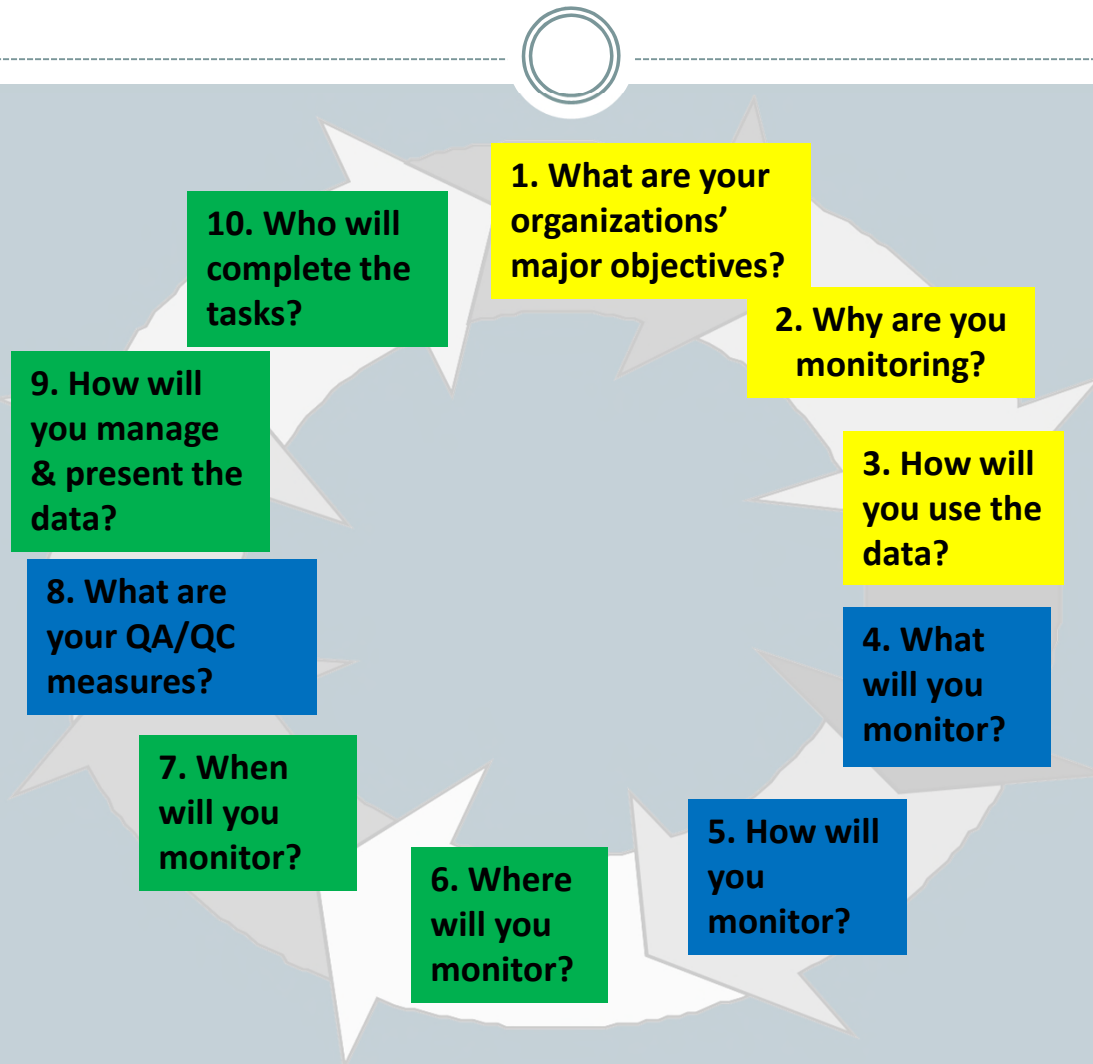 1. What are your
organizations’
major objectives?
2. Why are you
monitoring?
3. How will
you use the
data?
4. What
will you
monitor?
5. How will
you
monitor?
6. Where
will you
monitor?
7. When
will you
monitor?
8. What are
your QA/QC
measures?
9. How will
you manage
& present the
data?
10. Who will
complete the
tasks?